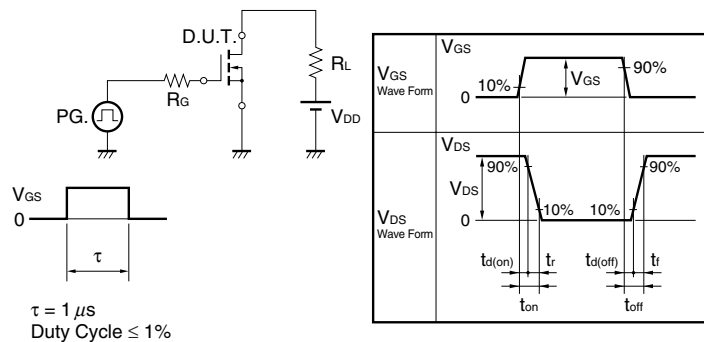 D.U.T.
RL
RG
PG.
VDD
VGS
0
τ
τ = 1 μs
Duty Cycle ≤ 1%
VGS
Wave Form
VGS
10%
VGS
90%
0
VDS
Wave Form
VDS
90%
90%
VDS
10%
10%
0
td(on)
tr
td(off)
tf
ton
toff